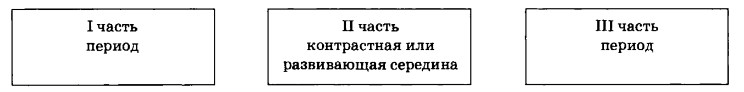 I часть
период
II часть
контрастная или
развивающая середина
III часть
период